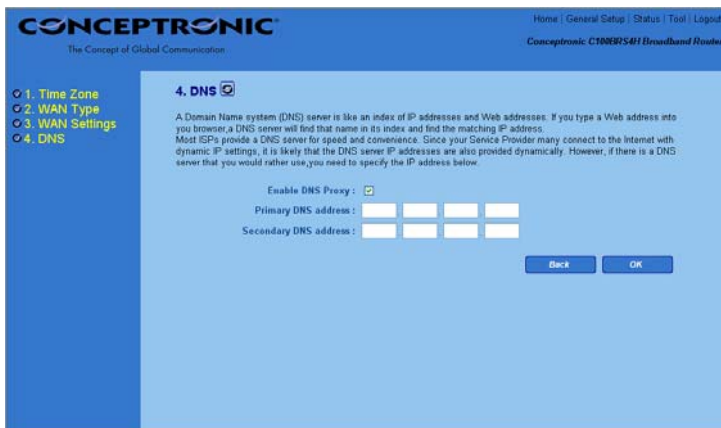 CONCEPTRONIC
The Concept of Global Communication
Home | General Setup | Status | Tool | Logout
Conceptronic C100BRS4H Broadband Router
1. Time Zone
2. WAN Type
3. WAN Settings
4. DNS
4. DNS
A Domain Name system (DNS) server is like an index of IP addresses and Web addresses. If you type a Web address into
you browser,a DNS server will find that name in its index and find the matching IP address.
Most ISPs provide a DNS server for speed and convenience. Since your Service Provider many connect to the Internet with
dynamic IP settings, it is likely that the DNS server IP addresses are also provided dynamically. However, if there is a DNS
server that you would rather use,you need to specify the IP address below.
Enable DNS Proxy :
Primary DNS address :
Secondary DNS address :
Back
OK